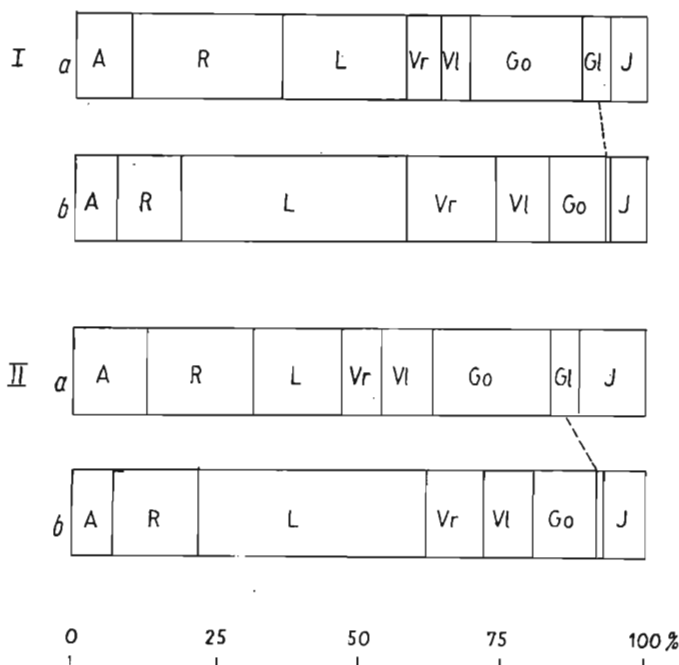 I a A R L Vr Vl Go Gl J
b A R L Vr Vl Go J
II a A R L Vr Vl Go Gl J
b A R L Vr Vl Go J
0 25 50 75 100 %